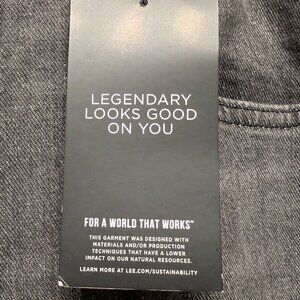 LEGENDARY
LOOKS GOOD
ON YOU
FOR A WORLD THAT WORKS™
THIS GARMENT WAS DESIGNED WITH
MATERIALS AND/OR PRODUCTION
TECHNIQUES THAT HAVE A LOWER
IMPACT ON OUR NATURAL RESOURCES.
LEARN MORE AT LEE.COM/SUSTAINABILITY